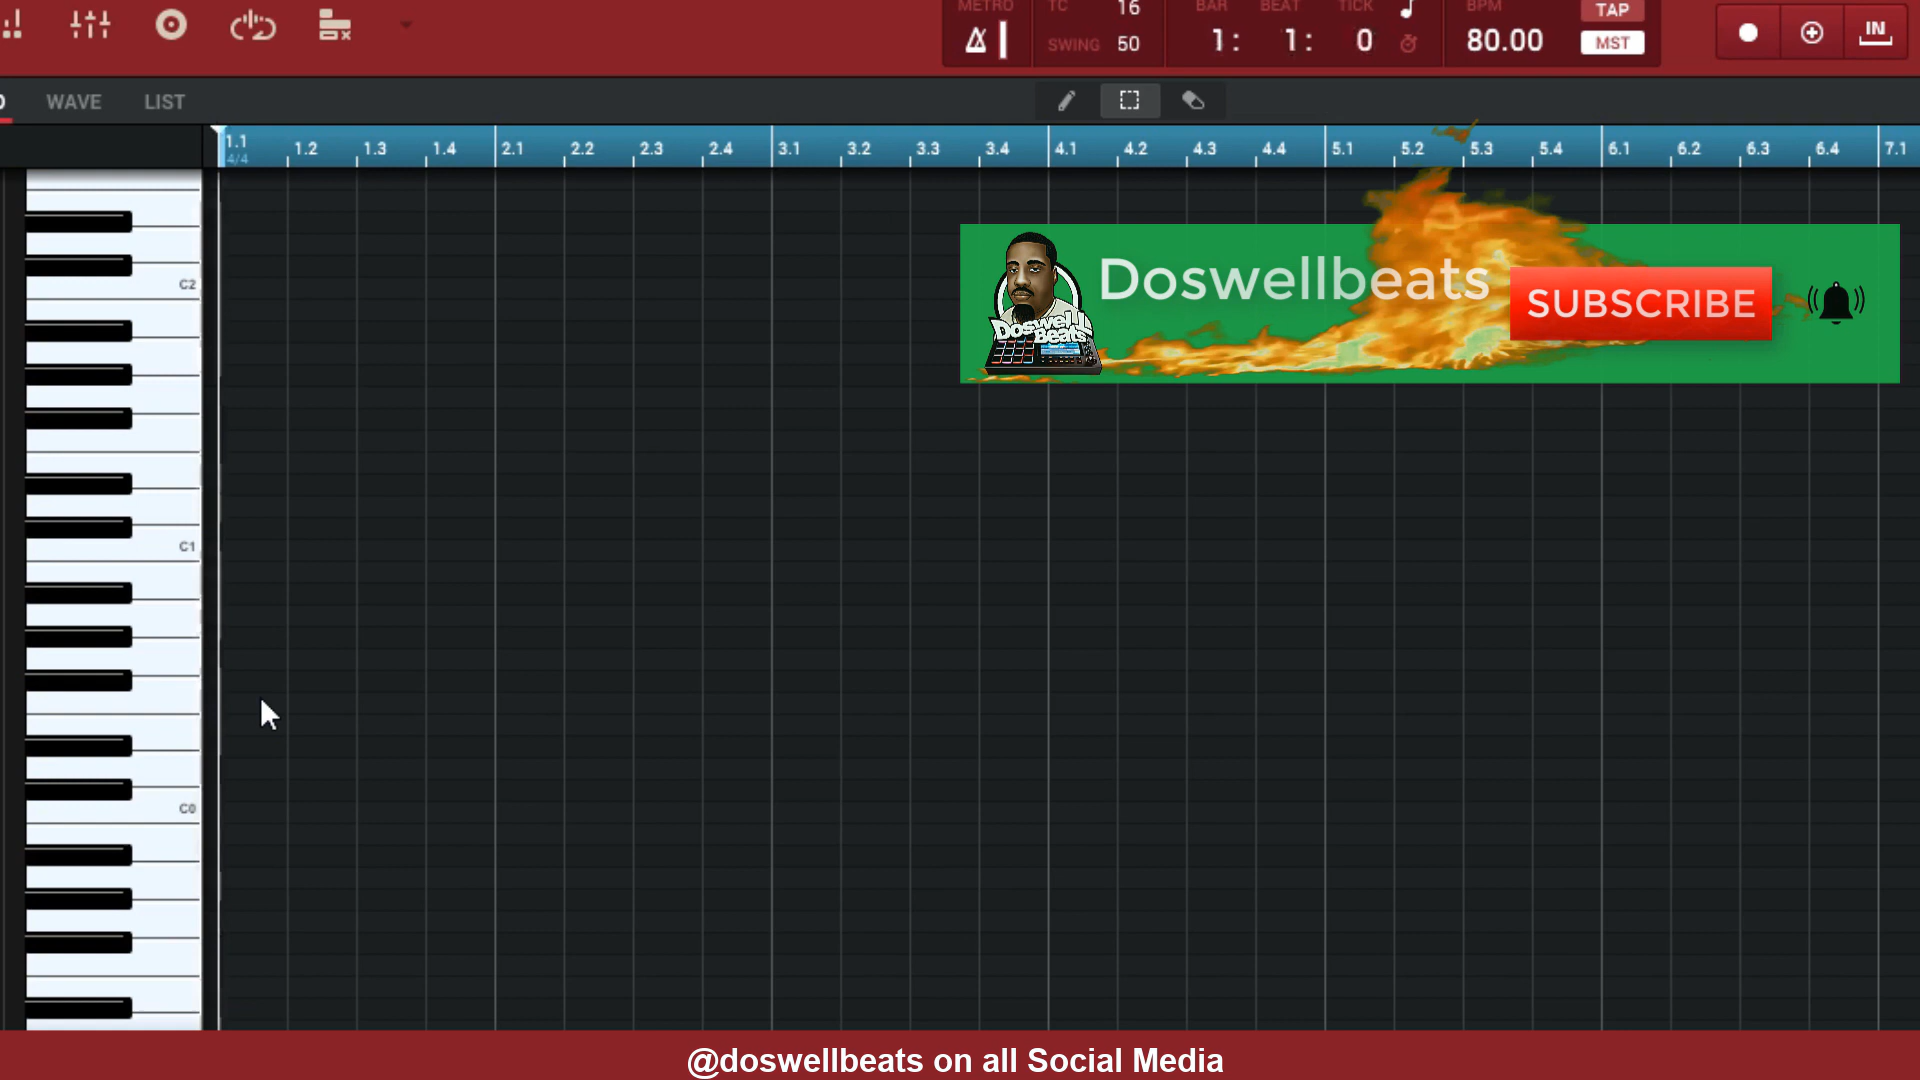 METRO
TC 16
SWING 50
BAR BEAT TICK
1: 1: 0
BPM
80.00
TAP
MST
IN
WAVE LIST
1.1 1.2 1.3 1.4 2.1 2.2 2.3 2.4 3.1 3.2 3.3 3.4 4.1 4.2 4.3 4.4 5.1 5.2 5.3 5.4 6.1 6.2 6.3 6.4 7.1
4/4
C2
Doswellbeats
SUBSCRIBE
Doswell
Beats
C1
C0
@doswellbeats on all Social Media